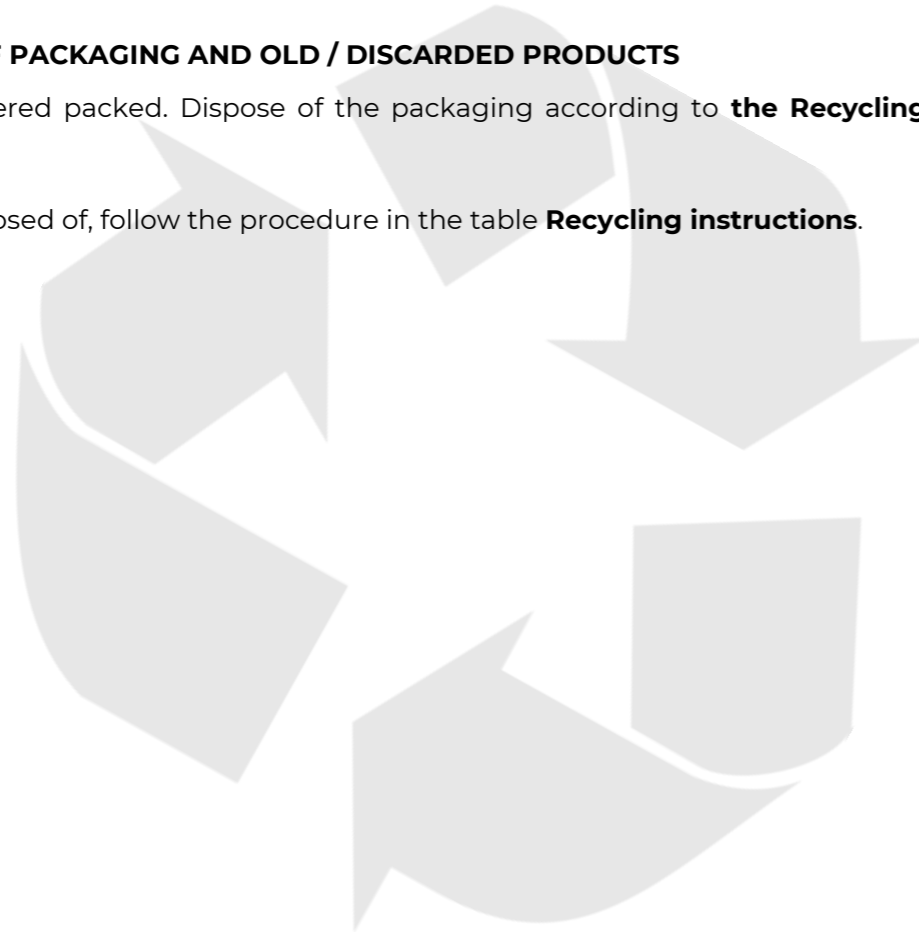 PACKAGING AND OLD / DISCARDED PRODUCTS
ered packed. Dispose of the packaging according to the Recycling
osed of, follow the procedure in the table Recycling instructions.